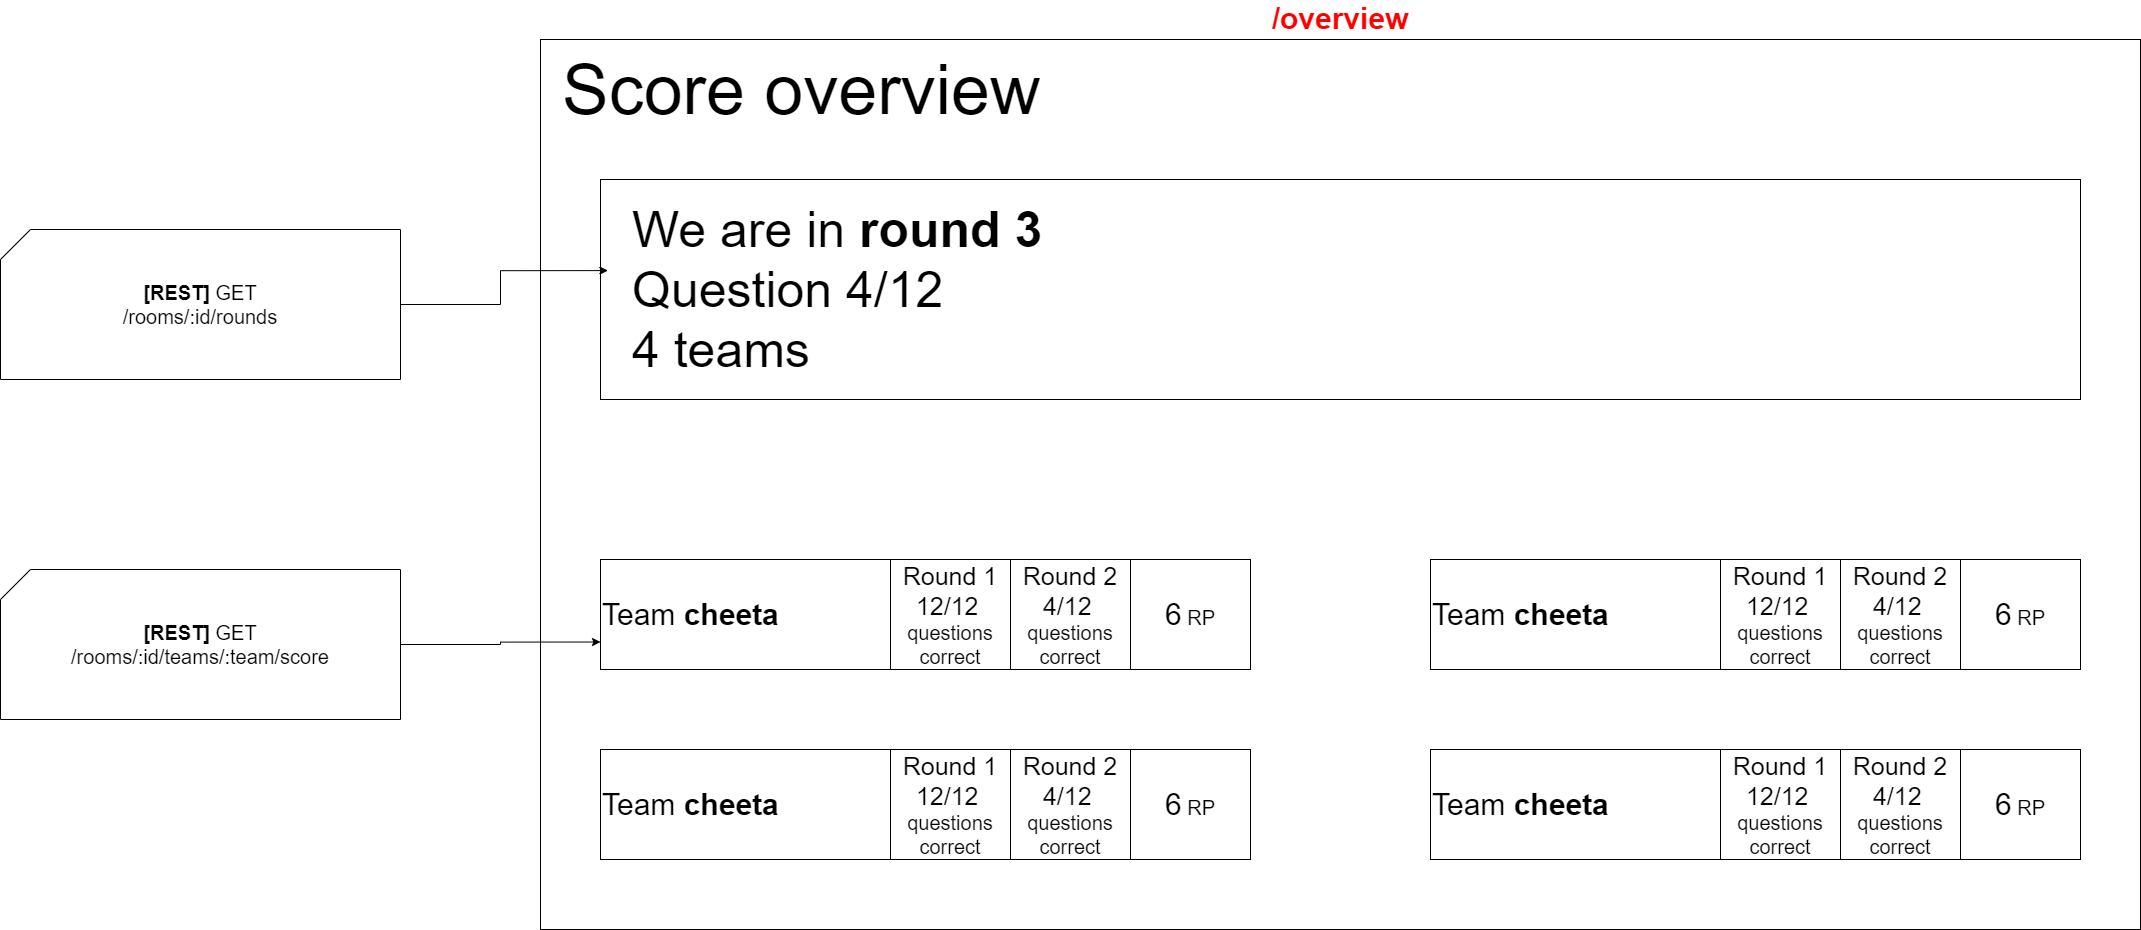 /overview
Score overview
We are in round 3
Question 4/12
4 teams
[REST] GET
/rooms/:id/rounds
[REST] GET
/rooms/:id/teams/:team/score
Team cheeta
Round 1
12/12
questions
correct
Round 2
4/12
questions
correct
6 RP
Team cheeta
Round 1
12/12
questions
correct
Round 2
4/12
questions
correct
6 RP
Team cheeta
Round 1
12/12
questions
correct
Round 2
4/12
questions
correct
6 RP
Team cheeta
Round 1
12/12
questions
correct
Round 2
4/12
questions
correct
6 RP